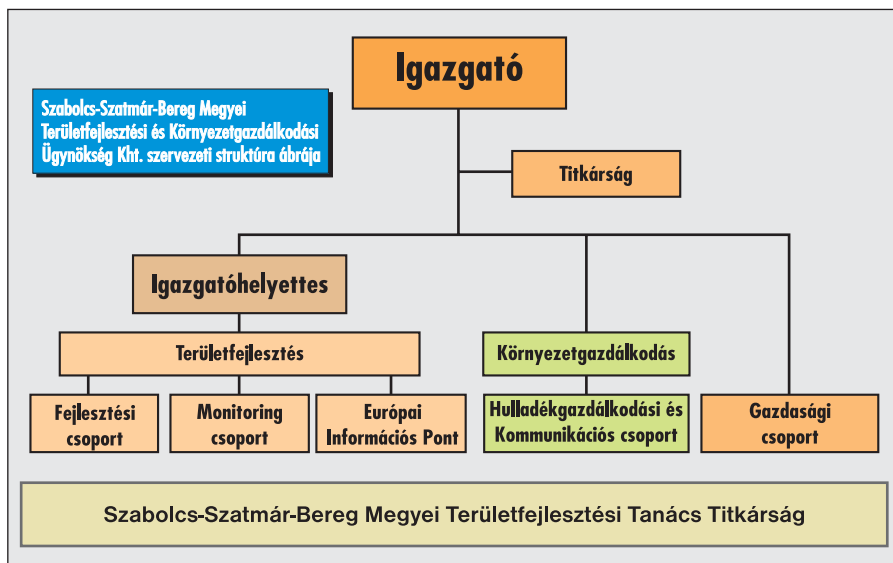 Igazgató
Szabolcs-Szatmár-Bereg Megyei
Területfejlesztési és Környezetgazdálkodási
Ügynökség Kht. szervezeti struktúra ábrája
Titkárság
Igazgatóhelyettes
Területfejlesztés
Környezetgazdálkodás
Fejlesztési
csoport
Monitoring
csoport
Európai
Információs Pont
Hulladékgazdálkodási és
Kommunikációs csoport
Gazdasági
csoport
Szabolcs-Szatmár-Bereg Megyei Területfejlesztési Tanács Titkárság